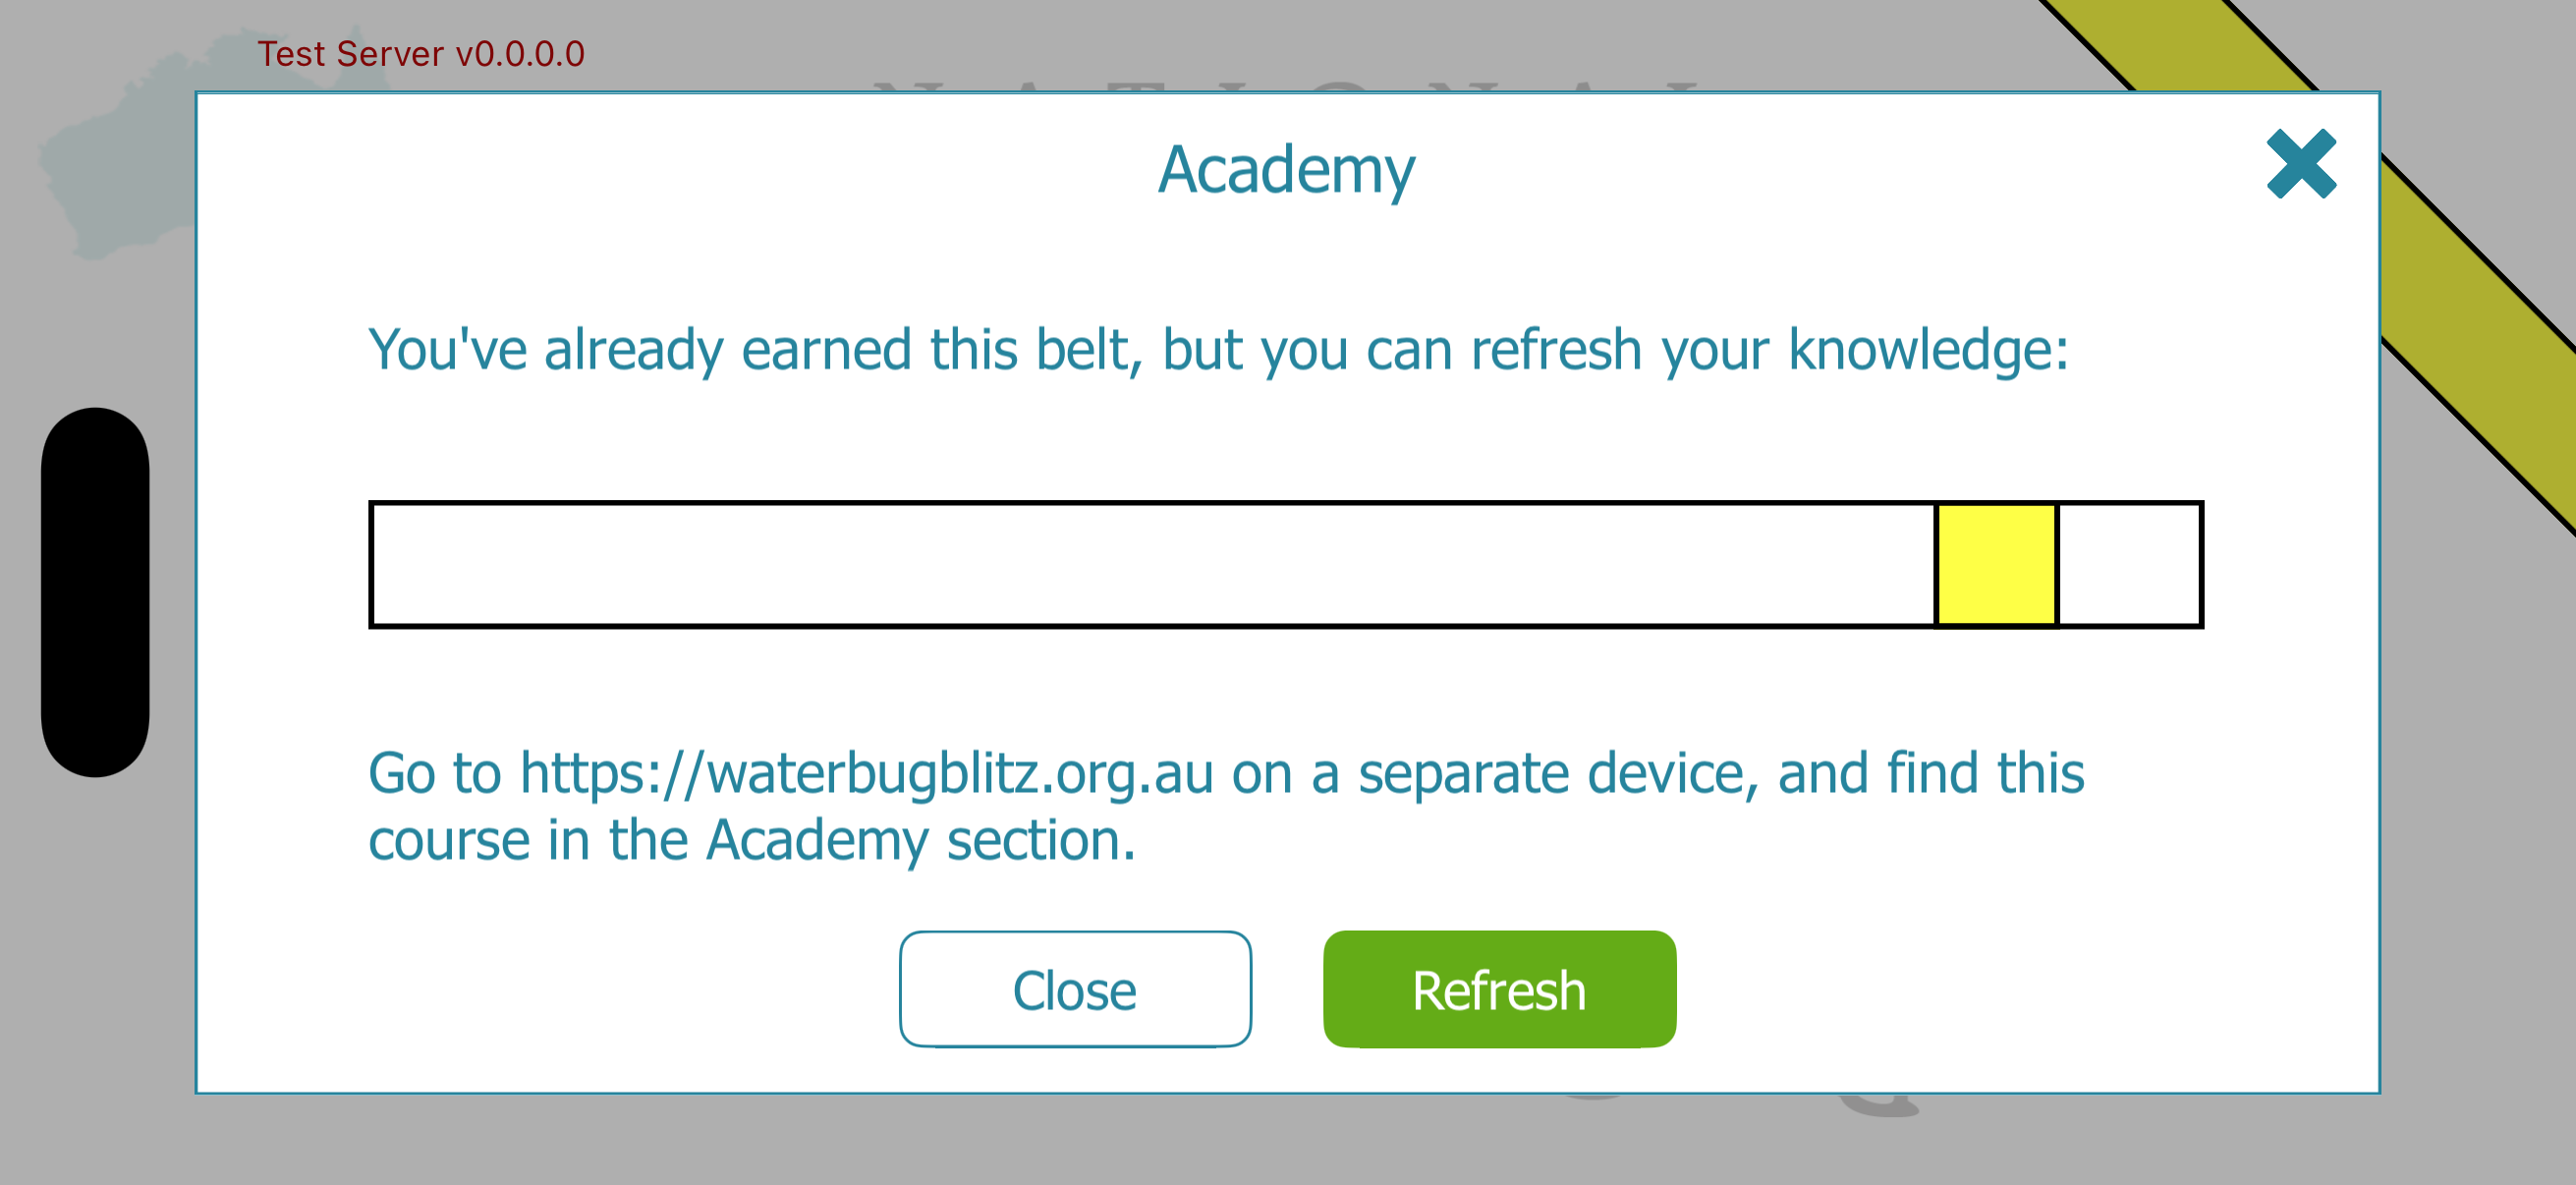 Test Server v0.0.0.0
Academy
You've already earned this belt, but you can refresh your knowledge:
Go to https://waterbugblitz.org.au on a separate device, and find this
course in the Academy section.
Close
Refresh